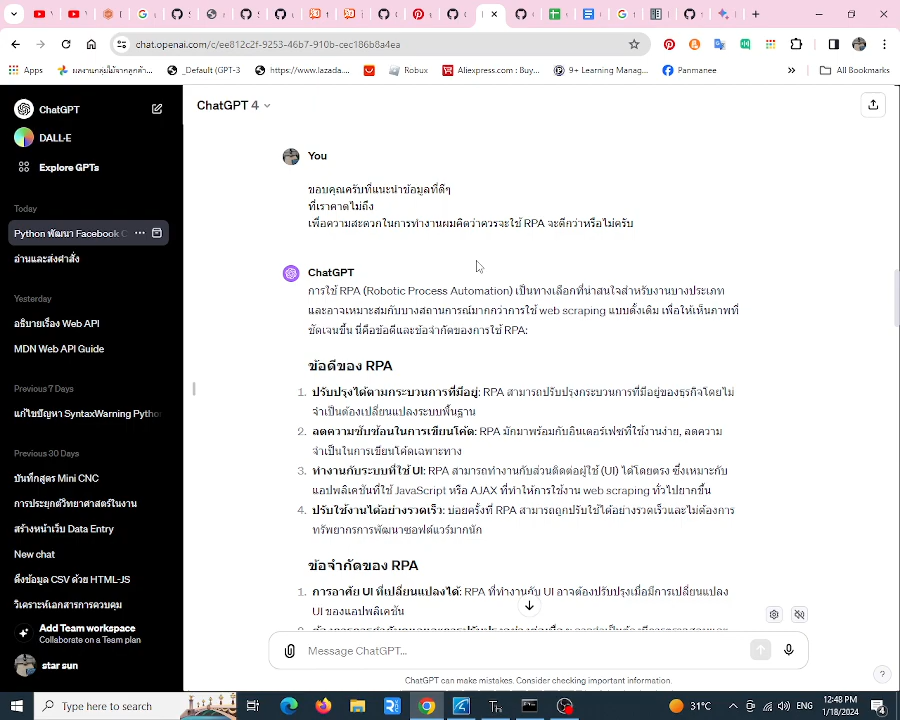 chat.openai.com/c/ee812c2f-9253-46b7-910b-cec186b8a4ea
Apps
ผลงานกลุ่มไม้จากลูกค้า...
_Default (GPT-3
https://www.lazada....
Robux
Aliexpress.com : Buy...
9+ Learning Manag...
Panmanee
All Bookmarks
ChatGPT
DALL·E
Explore GPTs
Today
Python พัฒนา Facebook
อ่านและส่งคำสั่ง
Yesterday
อธิบายเรื่อง Web API
MDN Web API Guide
Previous 7 Days
แก้ไขปัญหา SyntaxWarning Pytho
Previous 30 Days
บันทึกสูตร Mini CNC
การประยุกต์วิทยาศาสตร์ในงาน
สร้างหน้าเว็บ Data Entry
New chat
ดึงข้อมูล CSV ด้วย HTML-JS
วิเคราะห์เอกสารการควบคุม
Add Team workspace
Collaborate on a Team plan
star sun
ChatGPT 4
You
ขอบคุณครับที่แนะนำข้อมูลที่ดีๆ
ที่เราคาดไม่ถึง
เพื่อความสะดวกในการทำงานผมคิดว่าควรจะใช้ RPA จะดีกว่าหรือไม่ครับ
ChatGPT
การใช้ RPA (Robotic Process Automation) เป็นทางเลือกที่น่าสนใจสำหรับงานบางประเภท
และอาจเหมาะสมกับบางสถานการณ์มากกว่าการใช้ web scraping แบบดั้งเดิม เพื่อให้เห็นภาพที่
ชัดเจนขึ้น นี่คือข้อดีและข้อจำกัดของการใช้ RPA:
ข้อดีของ RPA
1. ปรับปรุงได้ตามกระบวนการที่มีอยู่: RPA สามารถปรับปรุงกระบวนการที่มีอยู่ของธุรกิจโดยไม่
จำเป็นต้องเปลี่ยนแปลงระบบพื้นฐาน
2. ลดความซับซ้อนในการเขียนโค้ด: RPA มักมาพร้อมกับอินเตอร์เฟซที่ใช้งานง่าย, ลดความ
จำเป็นในการเขียนโค้ดเฉพาะทาง
3. ทำงานกับระบบที่ใช้ UI: RPA สามารถทำงานกับส่วนติดต่อผู้ใช้ (UI) ได้โดยตรง ซึ่งเหมาะกับ
แอปพลิเคชันที่ใช้ JavaScript หรือ AJAX ที่ทำให้การใช้งาน web scraping ทั่วไปยากขึ้น
4. ปรับใช้งานได้อย่างรวดเร็ว: บ่อยครั้งที่ RPA สามารถถูกปรับใช้ได้อย่างรวดเร็วและไม่ต้องการ
ทรัพยากรการพัฒนาซอฟต์แวร์มากนัก
ข้อจำกัดของ RPA
1. การอาศัย UI ที่เปลี่ยนแปลงได้: RPA ที่ทำงานกับ UI อาจต้องปรับปรุงเมื่อมีการเปลี่ยนแปลง
UI ของแอปพลิเคชัน
Message ChatGPT...
ChatGPT can make mistakes. Consider checking important information.
Type here to search
31°C
ENG
12:48 PM
1/18/2024